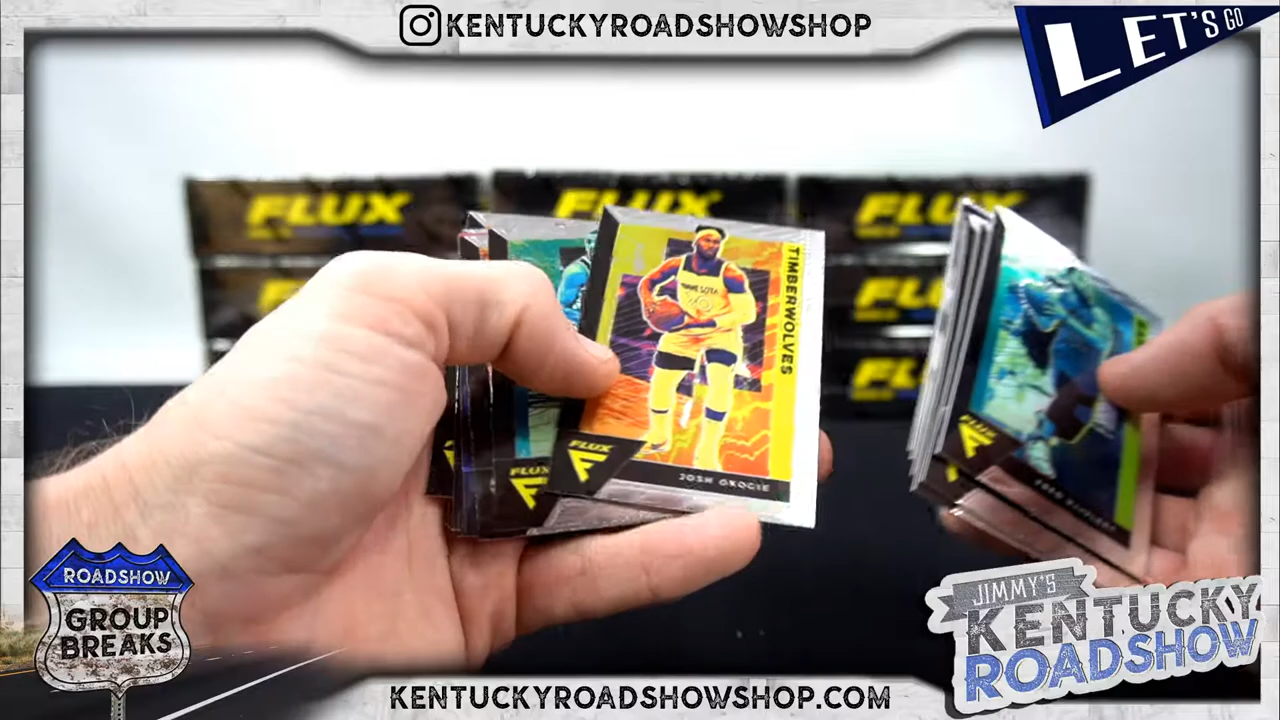 KENTUCKYROADSHOWSHOP
LET'S GO
FLUX
FLUX
FLUX
TIMBERWOLVES
MINNESOTA
FLUX
FLUX
FLUX
JOSH OKOGIE
FLUX
ROADSHOW
GROUP
BREAKS
JIMMY'S
KENTUCKY
ROADSHOW
KENTUCKYROADSHOWSHOP.COM